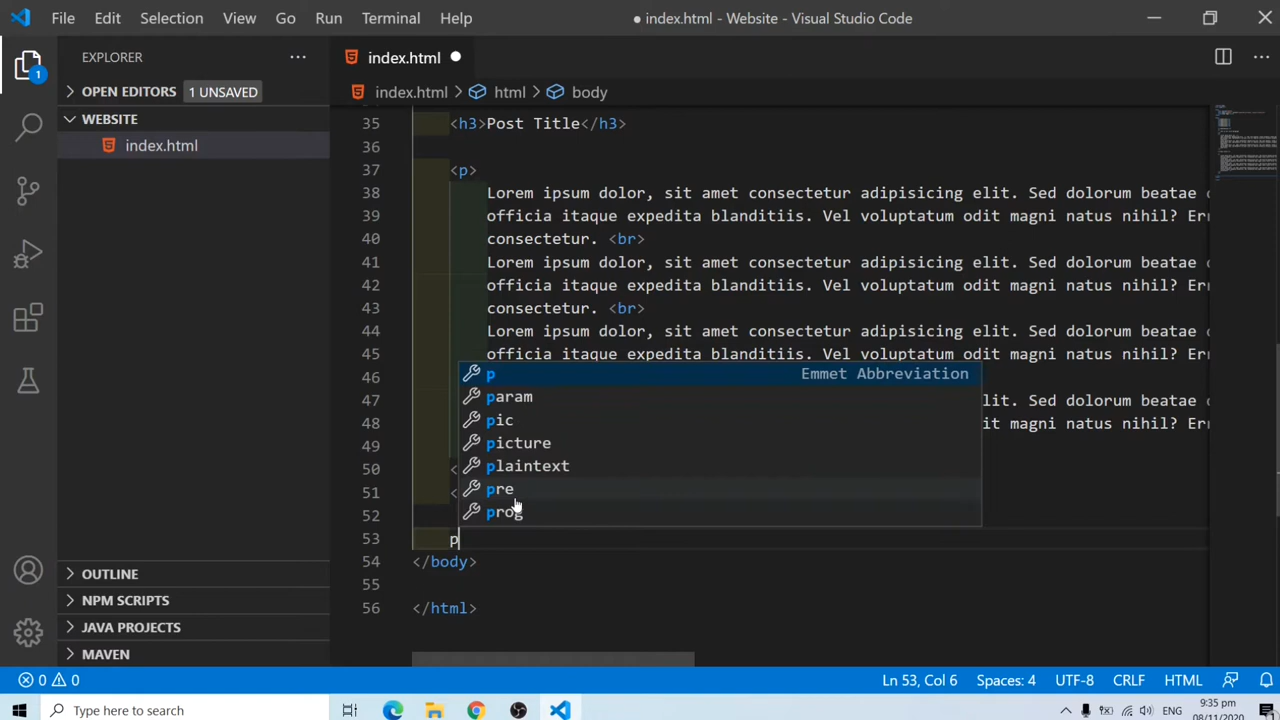 File Edit Selection View Go Run Terminal Help ● index.html - Website - Visual Studio Code
EXPLORER
1
OPEN EDITORS 1 UNSAVED
WEBSITE
index.html
OUTLINE
NPM SCRIPTS
JAVA PROJECTS
MAVEN
index.html
index.html > html > body
35 <h3>Post Title</h3>
36
37 <p>
38 Lorem ipsum dolor, sit amet consectetur adipisicing elit. Sed dolorum beatae
39 officia itaque expedita blanditiis. Vel voluptatum odit magni natus nihil? Err
40 consectetur. <br>
41 Lorem ipsum dolor, sit amet consectetur adipisicing elit. Sed dolorum beatae
42 officia itaque expedita blanditiis. Vel voluptatum odit magni natus nihil? Err
43 consectetur. <br>
44 Lorem ipsum dolor, sit amet consectetur adipisicing elit. Sed dolorum beatae
45 officia itaque expedita blanditiis. Vel voluptatum odit magni natus nihil? Err
46
47 elit. Sed dolorum beatae
48 it magni natus nihil? Err
49
50 <
51 <
52
53 p
54 </body>
55
56 </html>
p Emmet Abbreviation
param
pic
picture
plaintext
pre
prog
0 0 Ln 53, Col 6 Spaces: 4 UTF-8 CRLF HTML
Type here to search
9:35 pm
08/11/2020